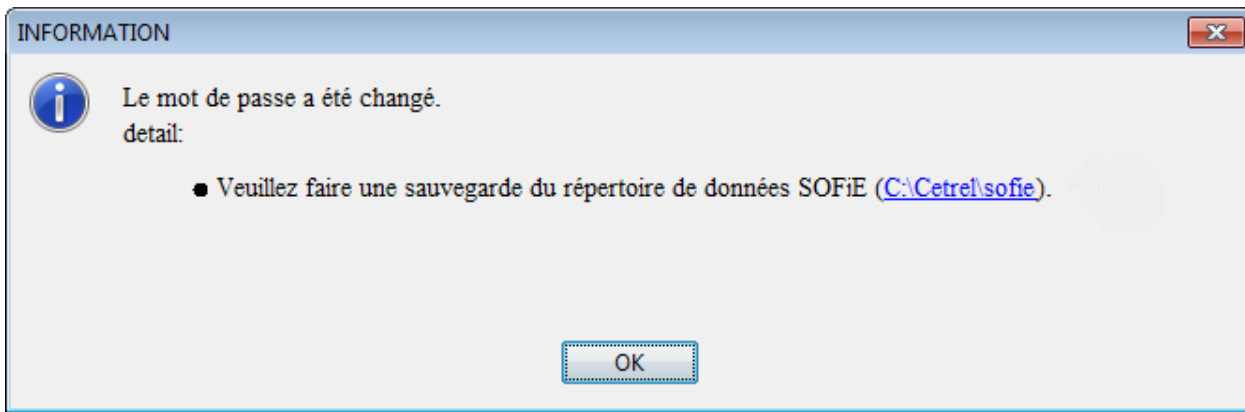 INFORMATION
Le mot de passe a été changé.
detail:
● Veuillez faire une sauvegarde du répertoire de données SOFiE (C:\Cetrel\sofie).
OK